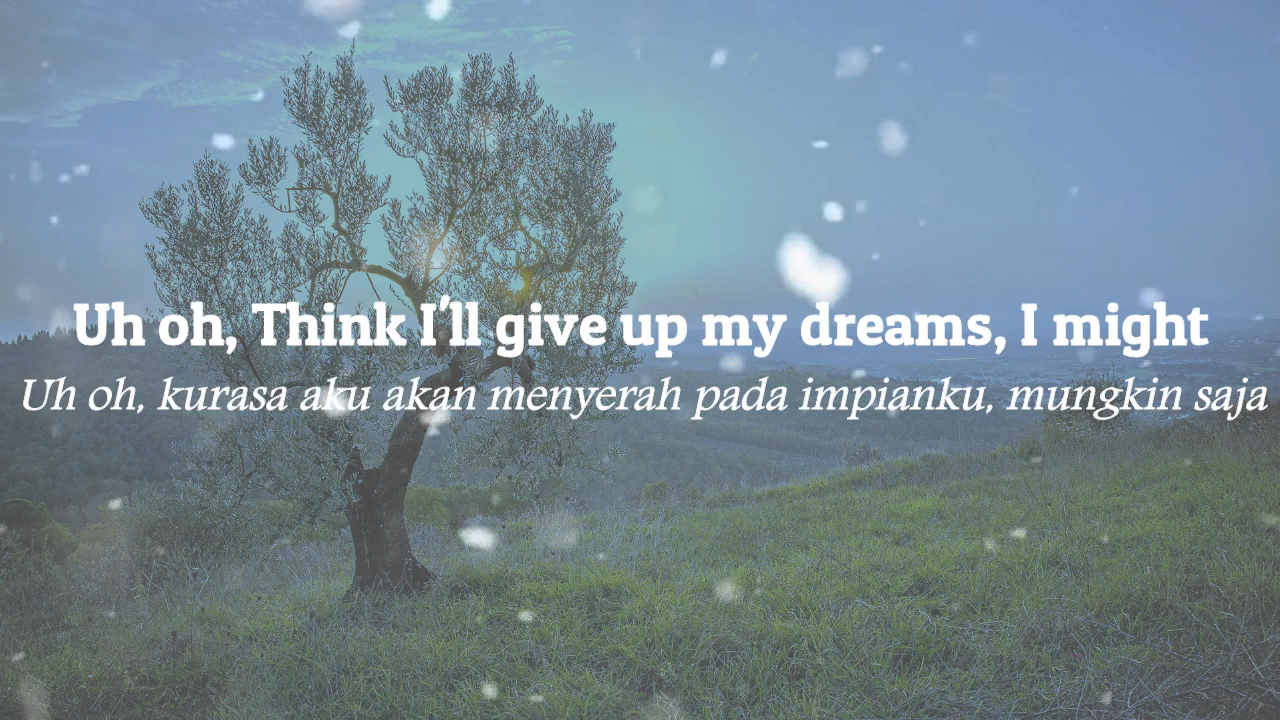 Uh oh, Think I'll give up my dreams, I might
Uh oh, kurasa aku akan menyerah pada impianku, mungkin saja